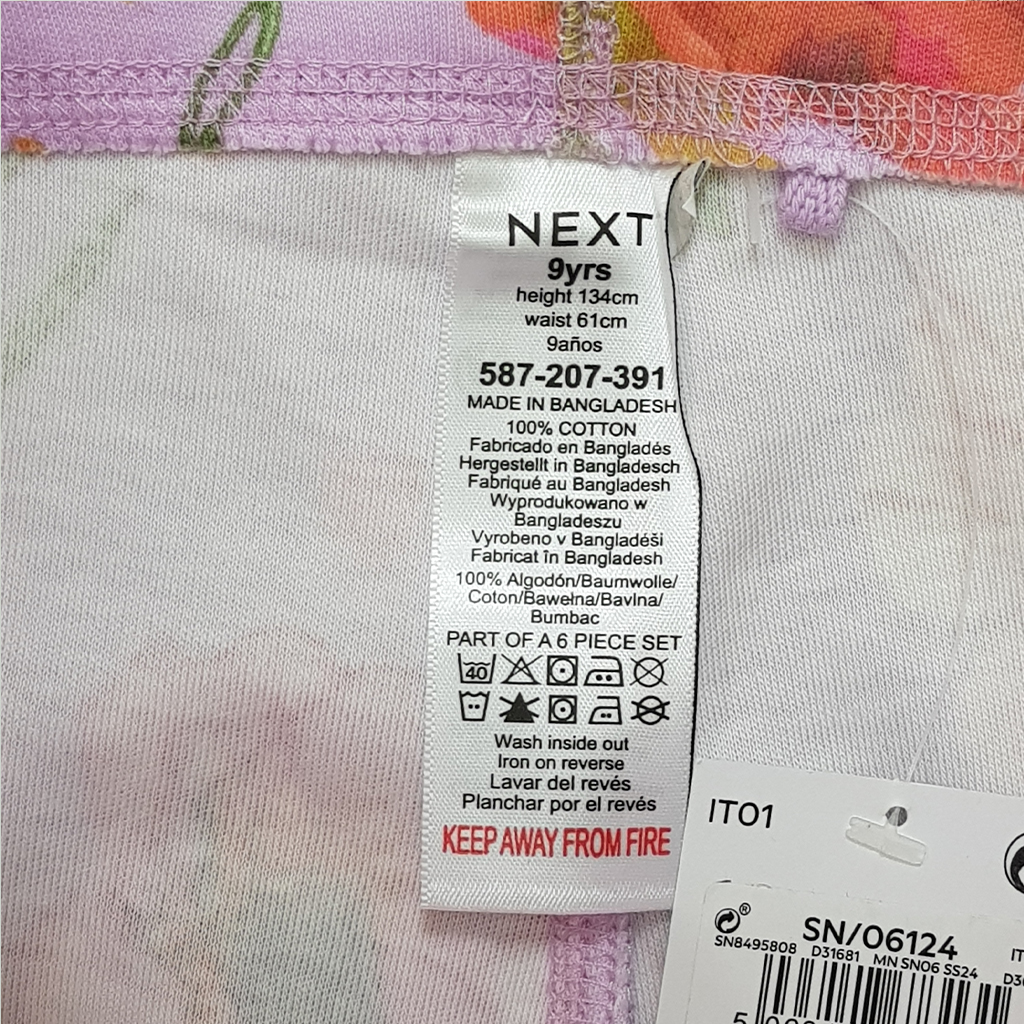 NEXT
9yrs
height 134cm
waist 61cm
9años
587-207-391
MADE IN BANGLADESH
100% COTTON
Fabricado en Bangladés
Hergestellt in Bangladesch
Fabriqué au Bangladesh
Wyprodukowano w
Bangladeszu
Vyrobeno v Bangladéši
Fabricat în Bangladesh
100% Algodón/Baumwolle/
Coton/Bawełna/Bavlna/
Bumbac
PART OF A 6 PIECE SET
40
Wash inside out
Iron on reverse
Lavar del revés
Planchar por el revés
KEEP AWAY FROM FIRE
IT01
® SN/06124
SN8495808 D31681 MN SN06 SS24